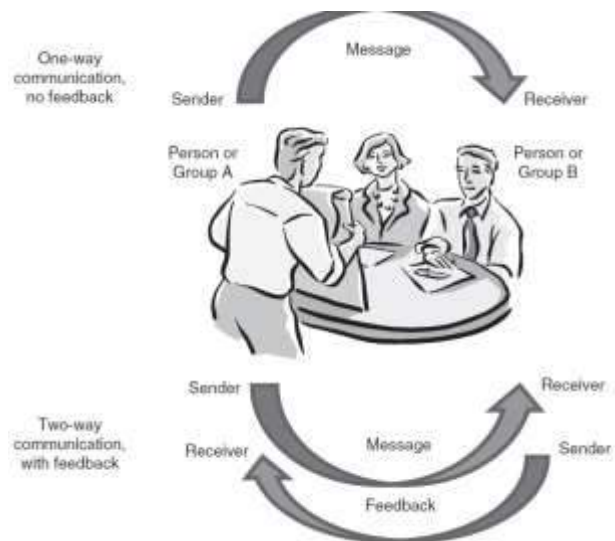 One-way
communication,
no feedback
Message
Sender
Receiver
Person or
Group A
Person or
Group B
Sender
Receiver
Two-way
communication,
with feedback
Message
Receiver
Sender
Feedback